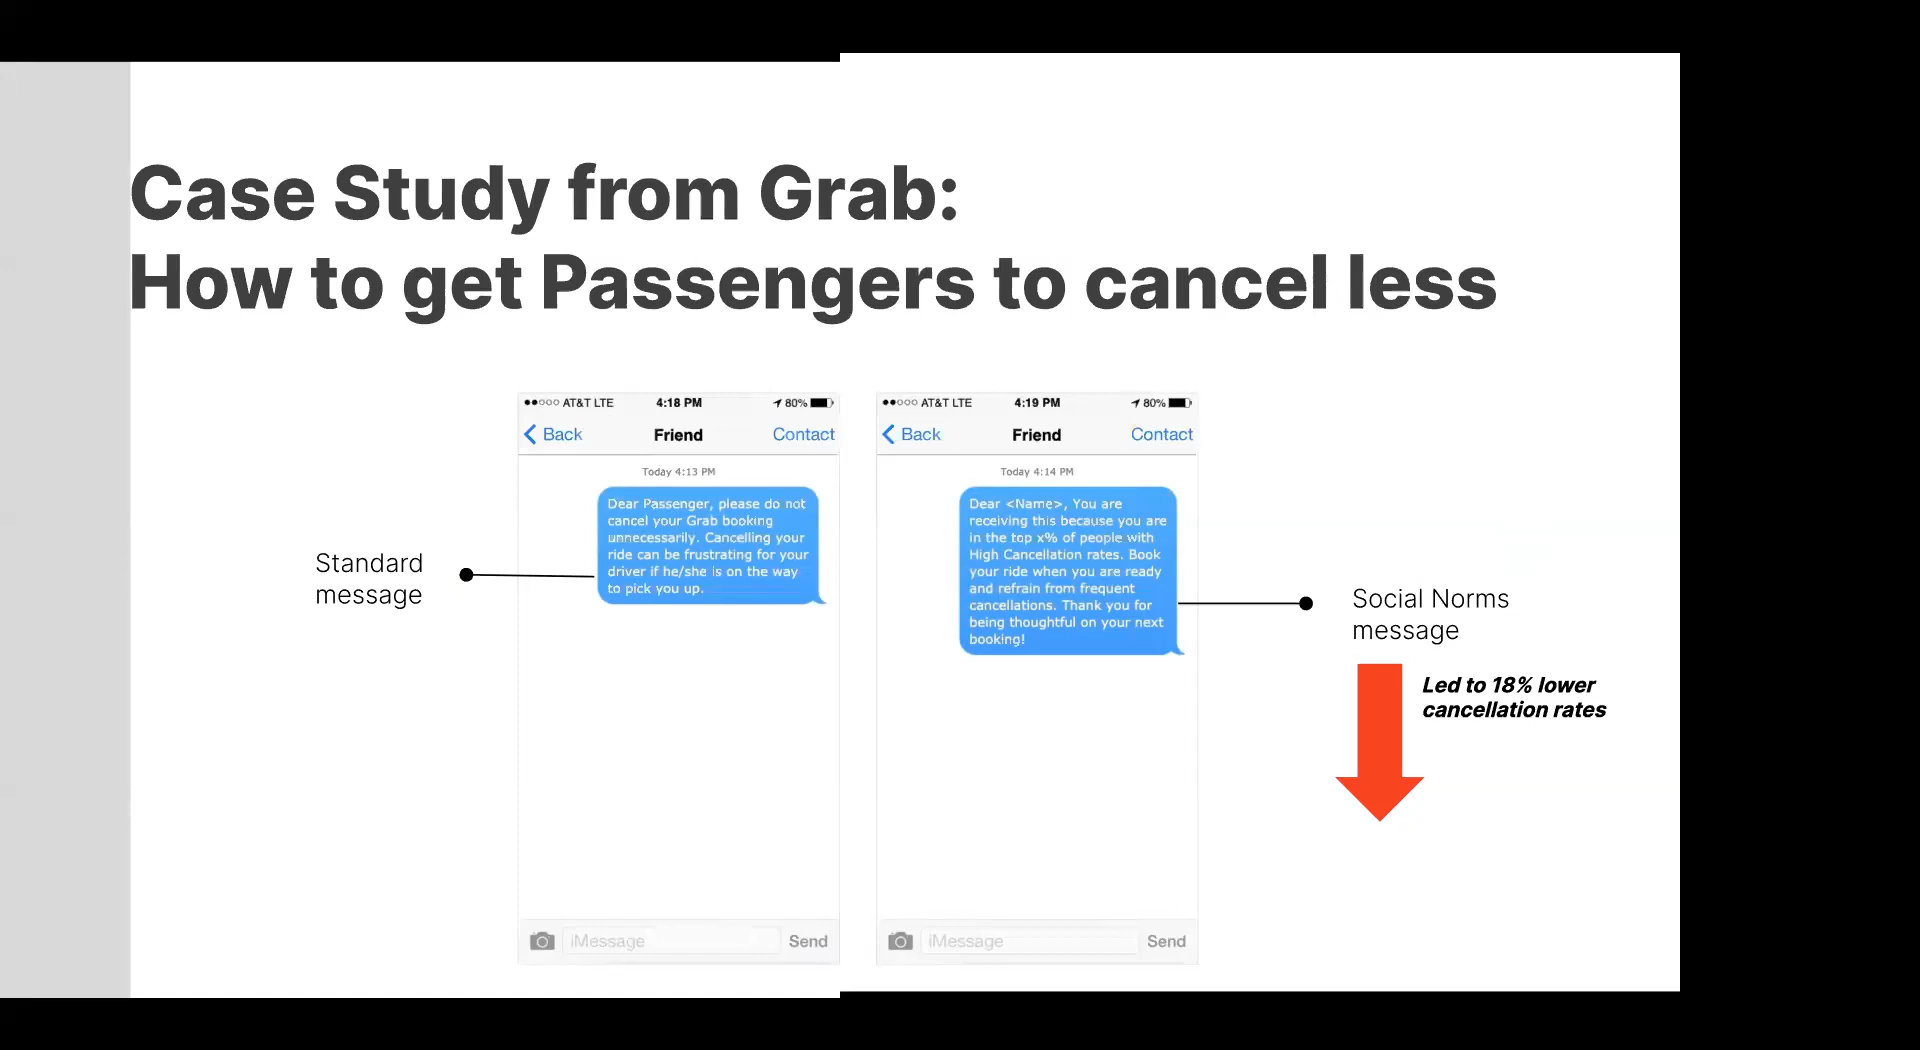 Case Study from Grab:
How to get Passengers to cancel less
AT&T LTE 4:18 PM 80%
Back Friend Contact
Today 4:13 PM
Dear Passenger, please do not
cancel your Grab booking
unnecessarily. Cancelling your
ride can be frustrating for your
driver if he/she is on the way
to pick you up.
iMessage Send
Standard
message
AT&T LTE 4:19 PM 80%
Back Friend Contact
Today 4:14 PM
Dear <Name>, You are
receiving this because you are
in the top x% of people with
High Cancellation rates. Book
your ride when you are ready
and refrain from frequent
cancellations. Thank you for
being thoughtful on your next
booking!
iMessage Send
Social Norms
message
Led to 18% lower
cancellation rates